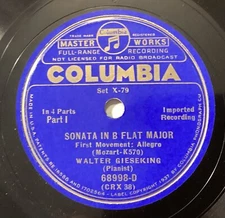 TRADE MARK
MASTER WORKS
FULL-RANGE RECORDING
NOT LICENSED FOR RADIO BROADCAST
COLUMBIA
Set X-79
In 4 Parts
Part I
Imported
Recording
SONATA IN B FLAT MAJOR
First Movement: Allegro
(Mozart-K570)
WALTER GIESEKING
(Pianist)
68998-D
(CRX 38)